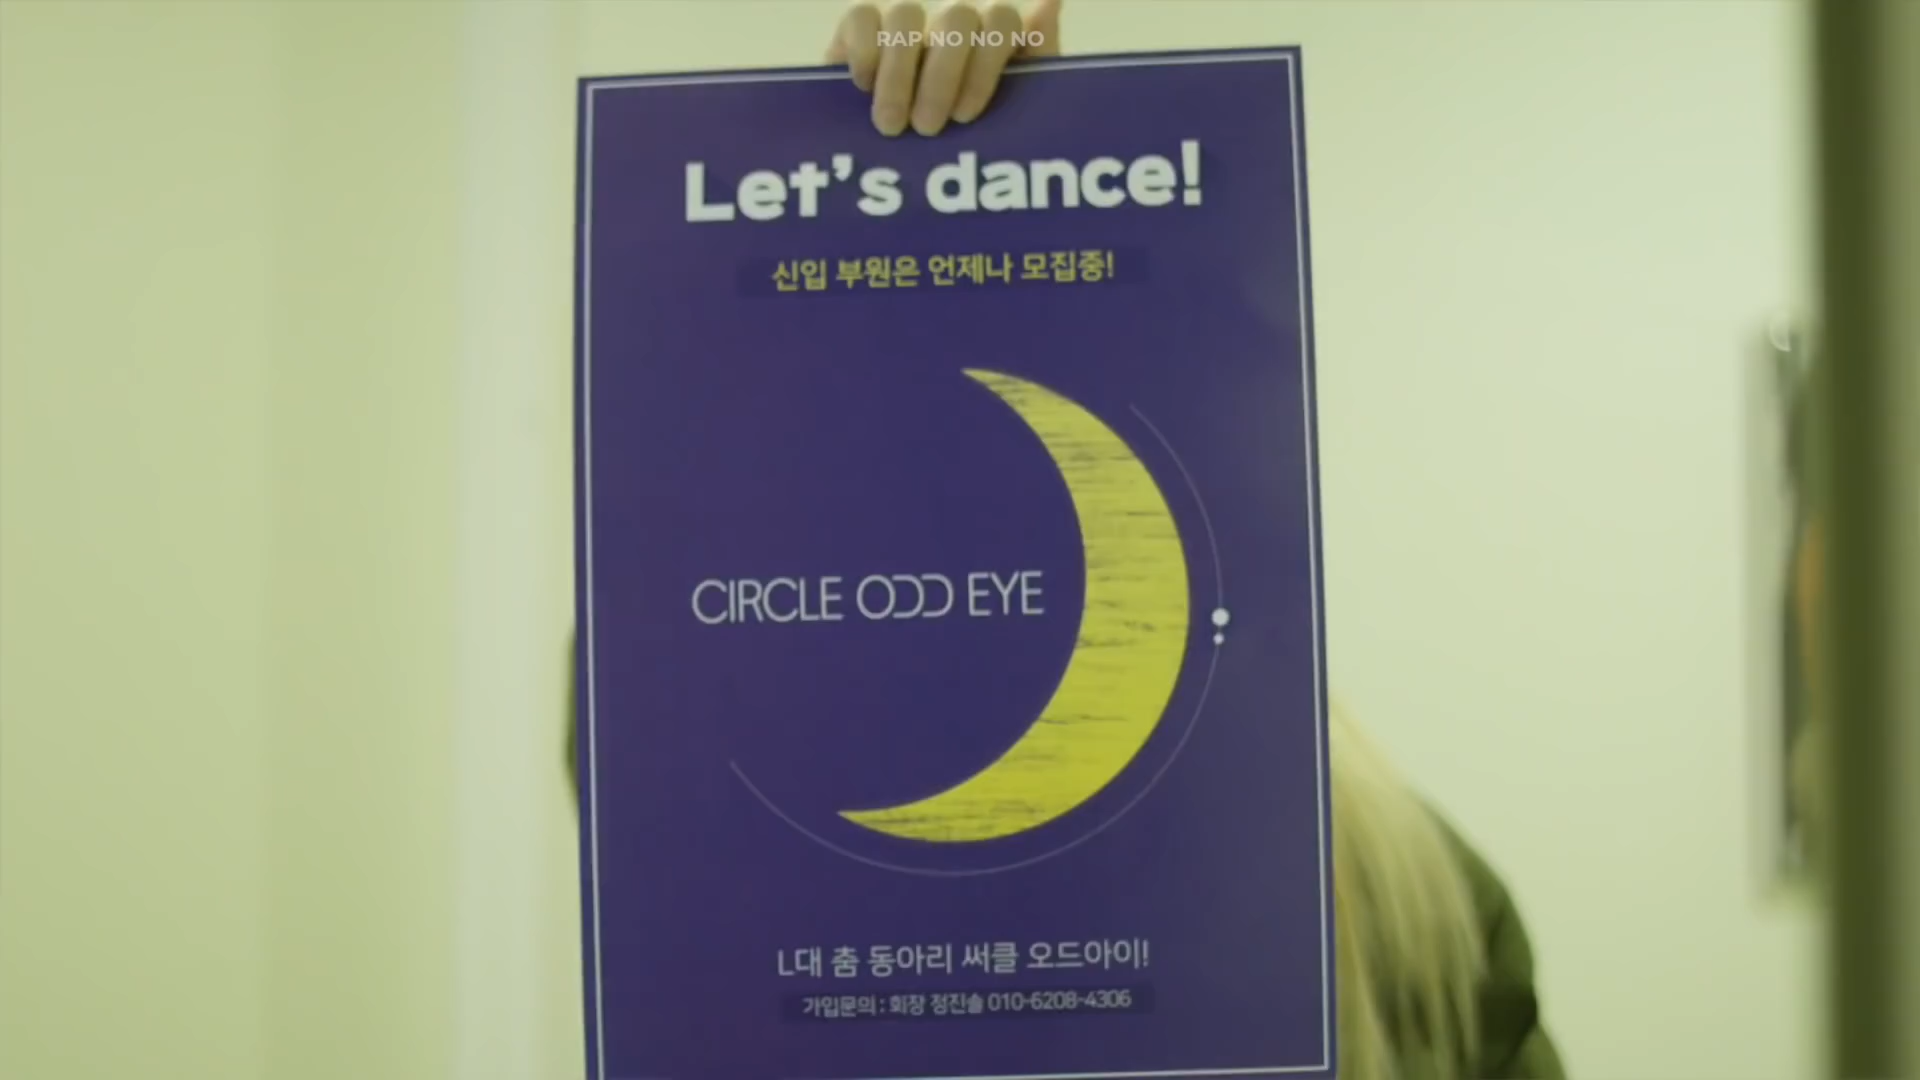 RAP NO NO NO
Let's dance!
신입 부원은 언제나 모집중!
CIRCLE ODD EYE
L대 춤 동아리 써클 오드아이!
가입문의 : 회장 정진솔 010-6208-4306